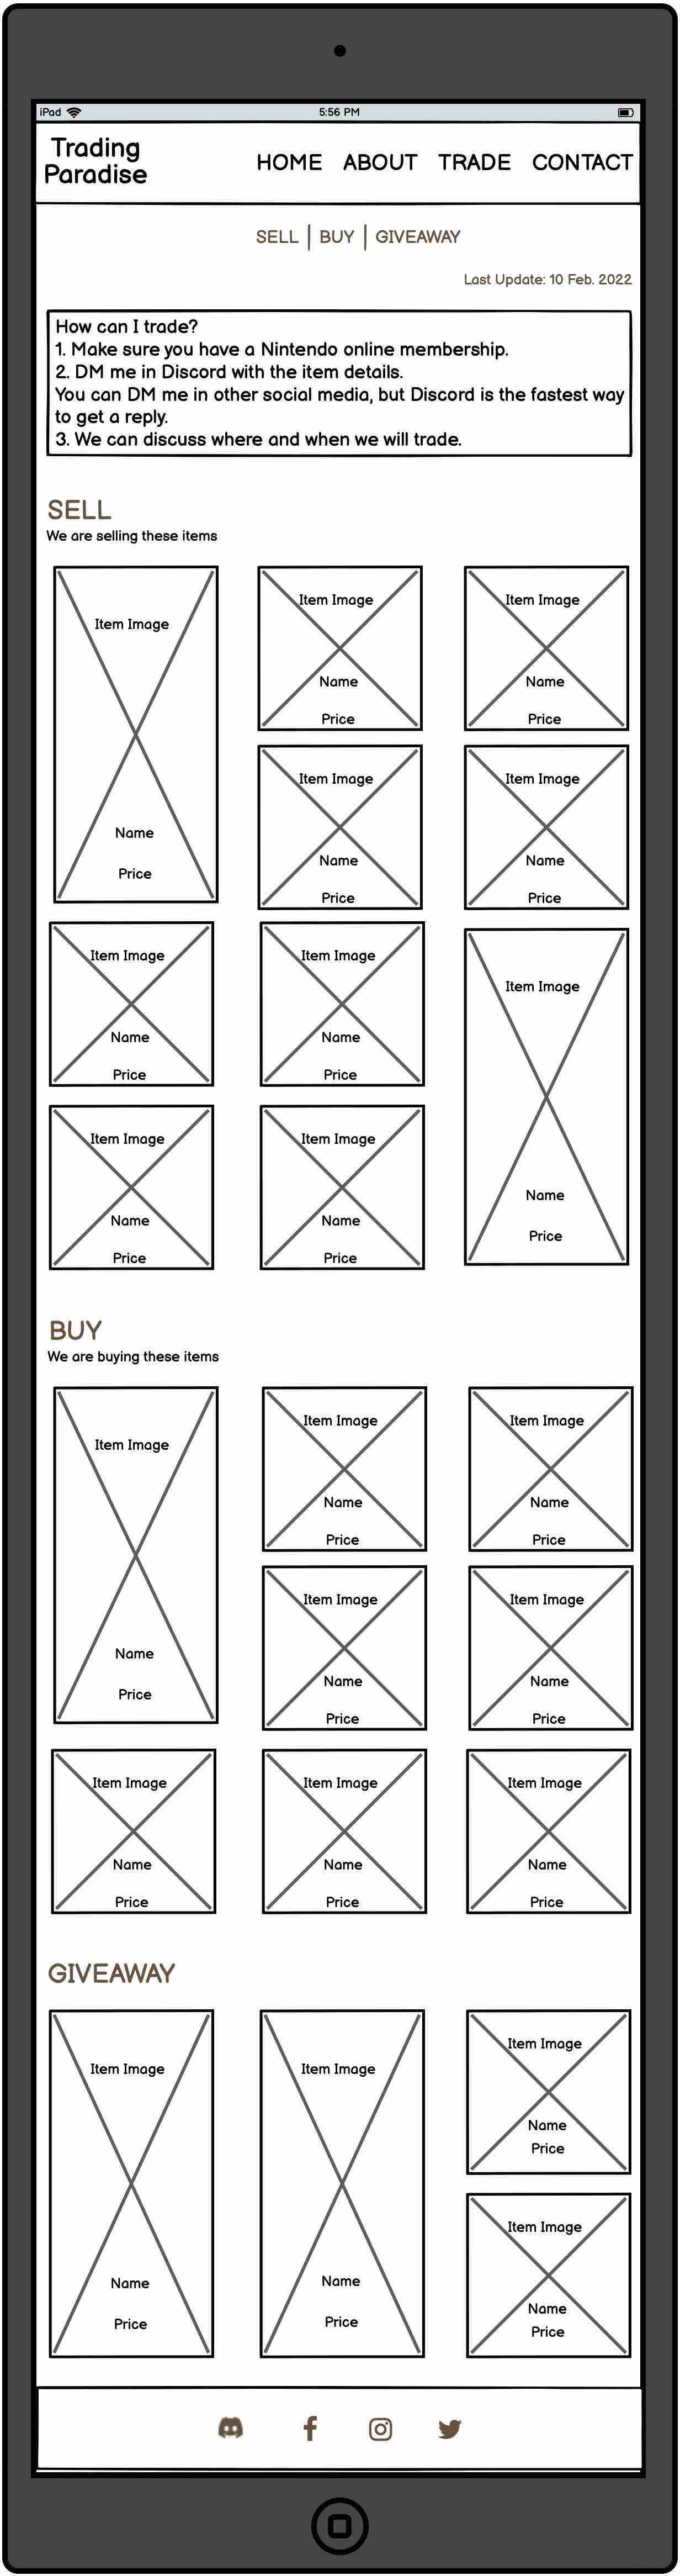 iPad
5:56 PM
Trading
Paradise
HOME ABOUT TRADE CONTACT
SELL | BUY | GIVEAWAY
Last Update: 10 Feb. 2022
How can I trade?
1. Make sure you have a Nintendo online membership.
2. DM me in Discord with the item details.
You can DM me in other social media, but Discord is the fastest way
to get a reply.
3. We can discuss where and when we will trade.
SELL
We are selling these items
Item Image
Name
Price
Item Image
Name
Price
Item Image
Name
Price
Item Image
Name
Price
Item Image
Name
Price
Item Image
Name
Price
Item Image
Name
Price
Item Image
Name
Price
Item Image
Name
Price
Item Image
Name
Price
BUY
We are buying these items
Item Image
Name
Price
Item Image
Name
Price
Item Image
Name
Price
Item Image
Name
Price
Item Image
Name
Price
Item Image
Name
Price
Item Image
Name
Price
Item Image
Name
Price
GIVEAWAY
Item Image
Name
Price
Item Image
Name
Price
Item Image
Name
Price
Item Image
Name
Price